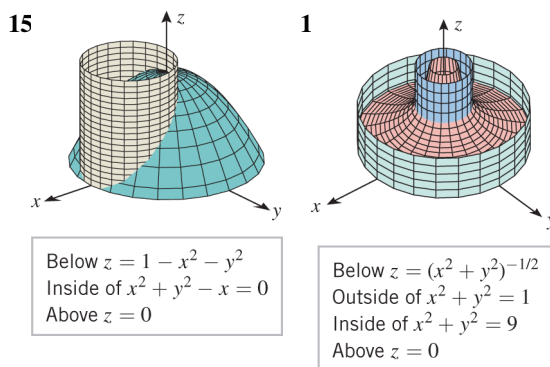 15
z
x
y
Below z = 1 − x² − y²
Inside of x² + y² − x = 0
Above z = 0
1
z
x
y
Below z = (x² + y²)⁻¹/²
Outside of x² + y² = 1
Inside of x² + y² = 9
Above z = 0